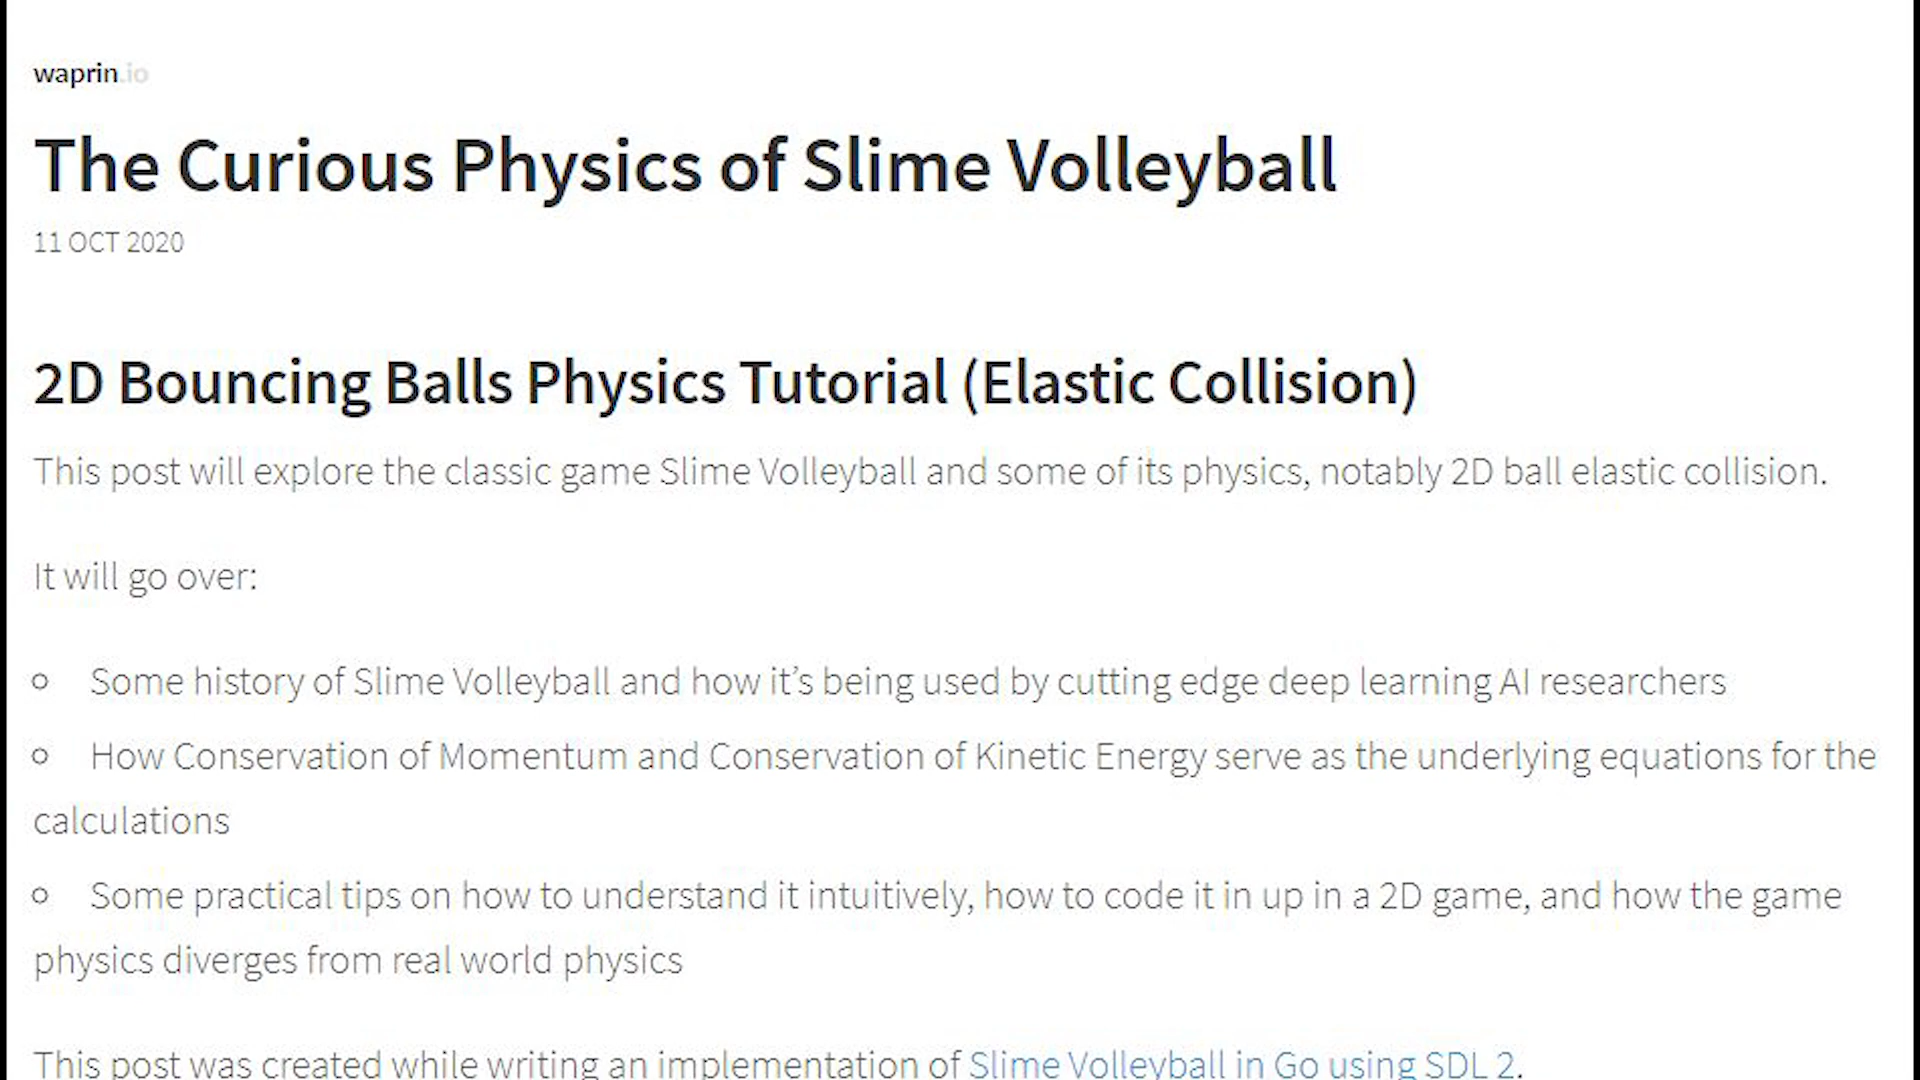 waprin.io
The Curious Physics of Slime Volleyball
11 OCT 2020
2D Bouncing Balls Physics Tutorial (Elastic Collision)
This post will explore the classic game Slime Volleyball and some of its physics, notably 2D ball elastic collision.
It will go over:
Some history of Slime Volleyball and how it’s being used by cutting edge deep learning AI researchers
How Conservation of Momentum and Conservation of Kinetic Energy serve as the underlying equations for the
calculations
Some practical tips on how to understand it intuitively, how to code it in up in a 2D game, and how the game
physics diverges from real world physics
This post was created while writing an implementation of Slime Volleyball in Go using SDL 2.